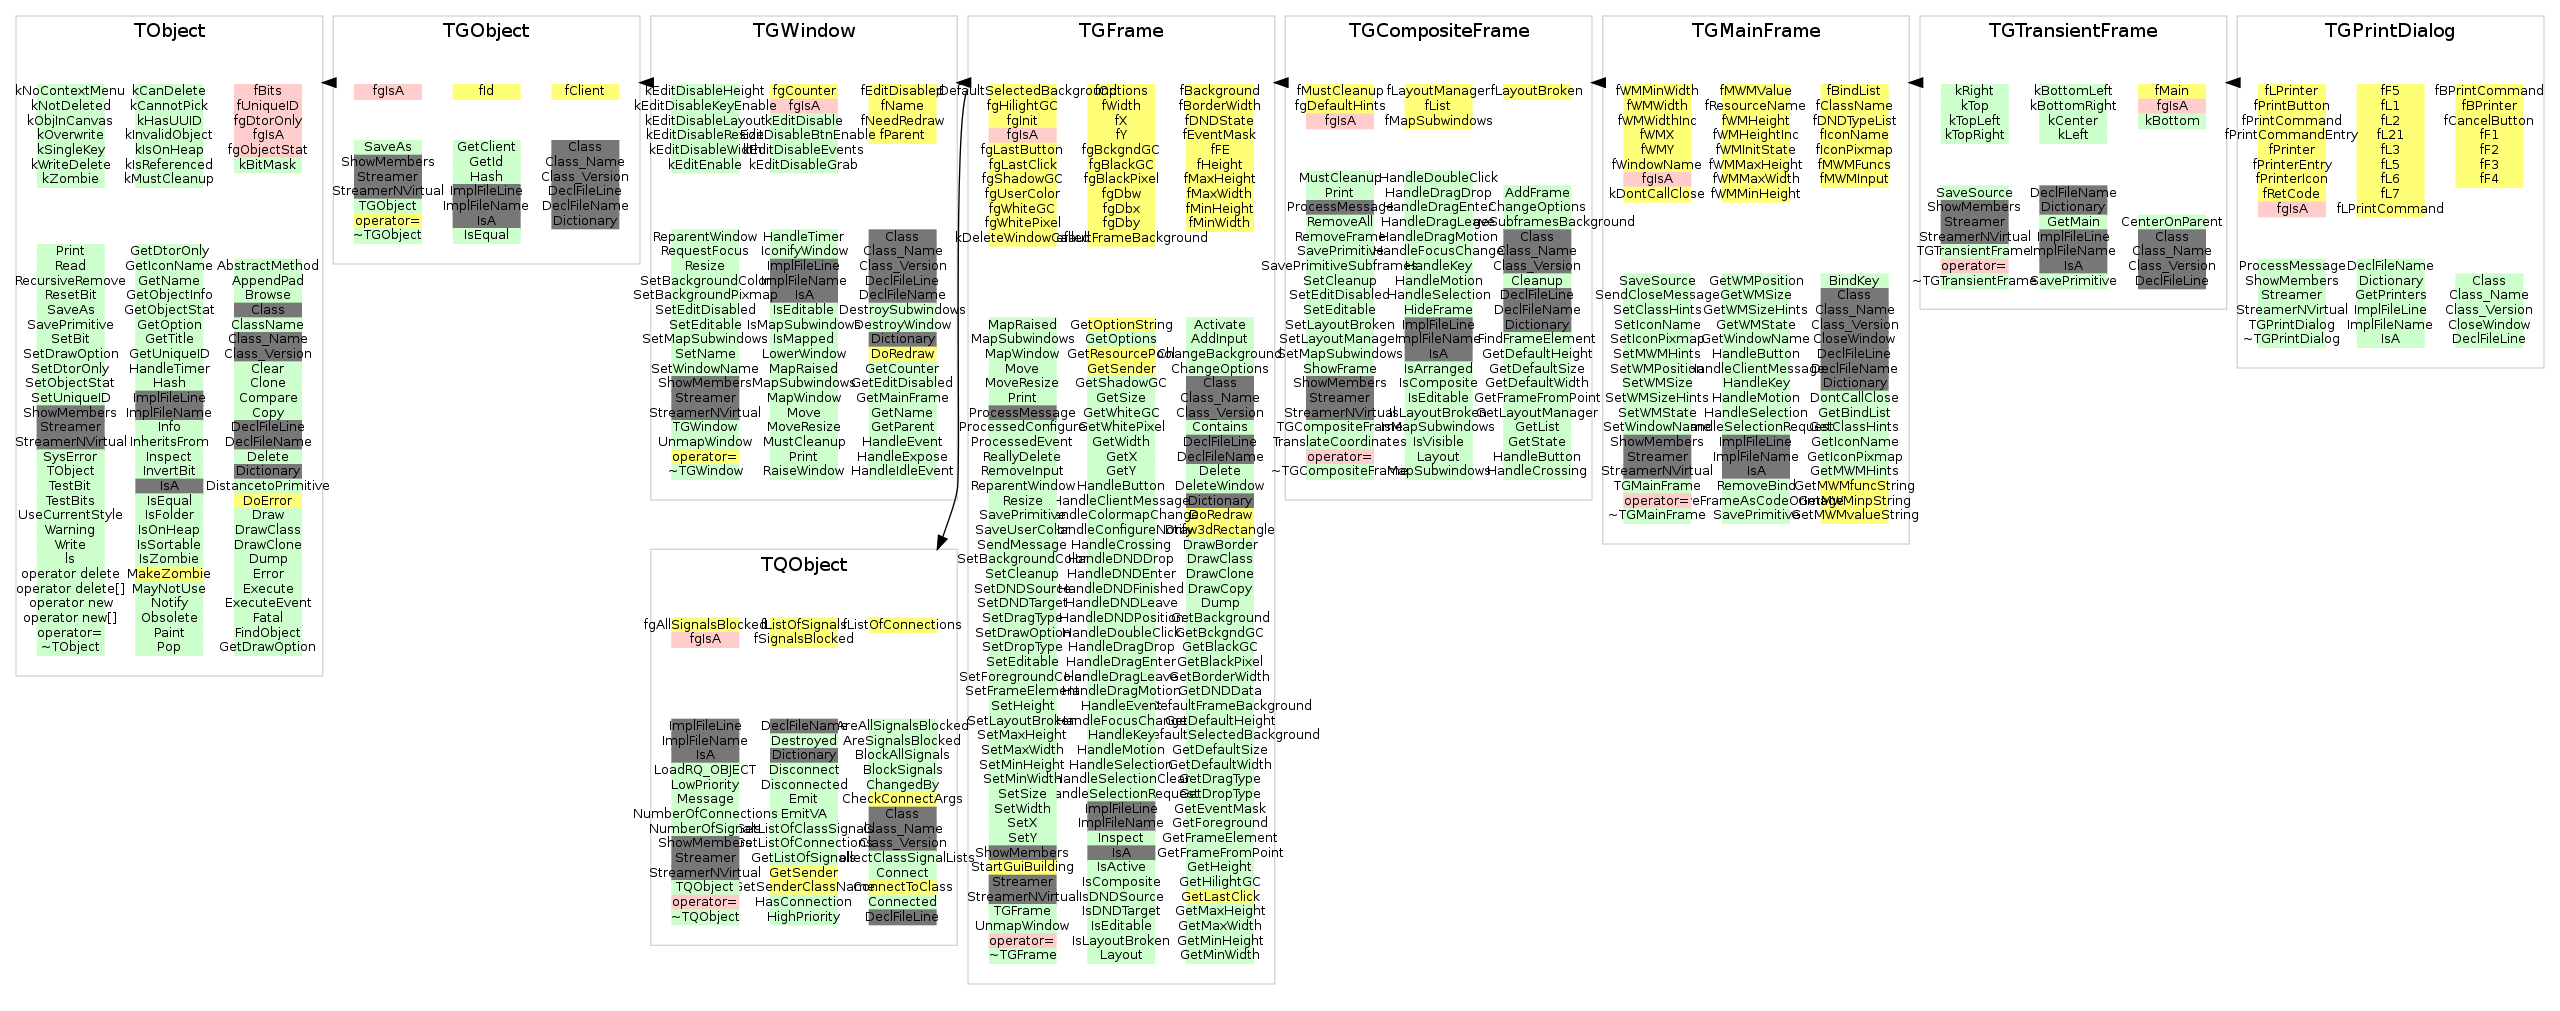 TObject
kNoContextMenu kCanDelete fBits
kNotDeleted kCannotPick fUniqueID
kObjInCanvas kHasUUID fgDtorOnly
kOverwrite kInvalidObject fgIsA
kSingleKey kIsOnHeap fgObjectStat
kWriteDelete kIsReferenced kBitMask
kZombie kMustCleanup
Print GetDtorOnly
Read GetIconName AbstractMethod
RecursiveRemove GetName AppendPad
ResetBit GetObjectInfo Browse
SaveAs GetObjectStat Class
SavePrimitive GetOption ClassName
SetBit GetTitle Class_Name
SetDrawOption GetUniqueID Class_Version
SetDtorOnly HandleTimer Clear
SetObjectStat Hash Clone
SetUniqueID ImplFileLine Compare
ShowMembers ImplFileName Copy
Streamer Info DeclFileLine
StreamerNVirtual InheritsFrom DeclFileName
SysError Inspect Delete
TObject InvertBit Dictionary
TestBit IsA DistancetoPrimitive
TestBits IsEqual DoError
UseCurrentStyle IsFolder Draw
Warning IsOnHeap DrawClass
Write IsSortable DrawClone
ls IsZombie Dump
operator delete MakeZombie Error
operator delete[] MayNotUse Execute
operator new Notify ExecuteEvent
operator new[] Obsolete Fatal
operator= Paint FindObject
~TObject Pop GetDrawOption
TGObject
fgIsA fId fClient
SaveAs GetClient Class
ShowMembers GetId Class_Name
Streamer Hash Class_Version
StreamerNVirtual ImplFileLine DeclFileLine
TGObject ImplFileName DeclFileName
operator= IsA Dictionary
~TGObject IsEqual
TGWindow
kEditDisableHeight fgCounter fEditDisabled
kEditDisableKeyEnable fgIsA fName
kEditDisableLayout kEditDisable fNeedRedraw
kEditDisableResize kEditDisableBtnEnable fParent
kEditDisableWidth kEditDisableEvents
kEditEnable kEditDisableGrab
ReparentWindow HandleTimer Class
RequestFocus IconifyWindow Class_Name
Resize ImplFileLine Class_Version
SetBackgroundColor ImplFileName DeclFileLine
SetBackgroundPixmap IsA DeclFileName
SetEditDisabled IsEditable DestroySubwindows
SetEditable IsMapSubwindows DestroyWindow
SetMapSubwindows IsMapped Dictionary
SetName LowerWindow DoRedraw
SetWindowName MapRaised GetCounter
ShowMembers MapSubwindows GetEditDisabled
Streamer MapWindow GetMainFrame
StreamerNVirtual Move GetName
TGWindow MoveResize GetParent
UnmapWindow MustCleanup HandleEvent
operator= Print HandleExpose
~TGWindow RaiseWindow HandleIdleEvent
TQObject
fgAllSignalsBlocked fListOfSignals fListOfConnections
fgIsA fSignalsBlocked
ImplFileLine DeclFileName AreAllSignalsBlocked
ImplFileName Destroyed AreSignalsBlocked
IsA Dictionary BlockAllSignals
LoadRQ_OBJECT Disconnect BlockSignals
LowPriority Disconnected ChangedBy
Message Emit CheckConnectArgs
NumberOfConnections EmitVA Class
NumberOfSignals GetListOfClassSignals Class_Name
ShowMembers GetListOfConnections Class_Version
Streamer GetListOfSignals CollectClassSignalLists
StreamerNVirtual GetSender Connect
TQObject GetSenderClassName ConnectToClass
operator= HasConnection Connected
~TQObject HighPriority DeclFileLine
TGFrame
fOptions fBackground
fgHilightGC fWidth fBorderWidth
fgInit fX fDNDState
fgIsA fY fEventMask
fgLastButton fgBckgndGC fFE
fgLastClick fgBlackGC fHeight
fgShadowGC fgBlackPixel fMaxHeight
fgUserColor fgDbw fMaxWidth
fgWhiteGC fgDbx fMinHeight
fgWhitePixel fgDby fMinWidth
kDeleteWindowCalled
MapRaised GetOptionString Activate
MapSubwindows GetOptions AddInput
MapWindow GetResourcePool ChangeBackground
Move GetSender ChangeOptions
MoveResize GetShadowGC Class
Print GetSize Class_Name
ProcessMessage GetWhiteGC Class_Version
ProcessedConfigure GetWhitePixel Contains
ProcessedEvent GetWidth DeclFileLine
ReallyDelete GetX DeclFileName
RemoveInput GetY Delete
ReparentWindow HandleButton DeleteWindow
Resize HandleClientMessage Dictionary
SavePrimitive HandleColormapChange DoRedraw
SaveUserColor HandleConfigureNotify Draw3dRectangle
SendMessage HandleCrossing DrawBorder
SetBackgroundColor HandleDNDDrop DrawClass
SetCleanup HandleDNDEnter DrawClone
SetDNDSource HandleDNDFinished DrawCopy
SetDNDTarget HandleDNDLeave Dump
SetDragType HandleDNDPosition GetBackground
SetDrawOption HandleDoubleClick GetBckgndGC
SetDropType HandleDragDrop GetBlackGC
SetEditable HandleDragEnter GetBlackPixel
SetForegroundColor HandleDragLeave GetBorderWidth
SetFrameElement HandleDragMotion GetDNDData
SetHeight HandleEvent GetDefaultFrameBackground
SetLayoutBroken HandleFocusChange GetDefaultHeight
SetMaxHeight HandleKey GetDefaultSelectedBackground
SetMaxWidth HandleMotion GetDefaultSize
SetMinHeight HandleSelection GetDefaultWidth
SetMinWidth HandleSelectionClear GetDragType
SetSize HandleSelectionRequest GetDropType
SetWidth ImplFileLine GetEventMask
SetX ImplFileName GetForeground
SetY Inspect GetFrameElement
ShowMembers IsA GetFrameFromPoint
StartGuiBuilding IsActive GetHeight
Streamer IsComposite GetHilightGC
StreamerNVirtual IsDNDSource GetLastClick
TGFrame IsDNDTarget GetMaxHeight
UnmapWindow IsEditable GetMaxWidth
operator= IsLayoutBroken GetMinHeight
~TGFrame Layout GetMinWidth
TGCompositeFrame
fMustCleanup fLayoutManager fLayoutBroken
fgDefaultHints fList
fgIsA fMapSubwindows
MustCleanup HandleDoubleClick
Print HandleDragDrop AddFrame
ProcessMessage HandleDragEnter ChangeOptions
RemoveAll HandleDragLeave
RemoveFrame HandleDragMotion Class
SavePrimitive HandleFocusChange Class_Name
SavePrimitiveSubframes HandleKey Class_Version
SetCleanup HandleMotion Cleanup
SetEditDisabled HandleSelection DeclFileLine
SetEditable HideFrame DeclFileName
SetLayoutBroken ImplFileLine Dictionary
SetLayoutManager ImplFileName FindFrameElement
SetMapSubwindows IsA GetDefaultHeight
ShowFrame IsArranged GetDefaultSize
ShowMembers IsComposite GetDefaultWidth
Streamer IsEditable GetFrameFromPoint
StreamerNVirtual IsLayoutBroken GetLayoutManager
TGCompositeFrame IsMapSubwindows GetList
TranslateCoordinates IsVisible GetState
operator= Layout HandleButton
~TGCompositeFrame MapSubwindows HandleCrossing
TGMainFrame
fWMMinWidth fMWMValue fBindList
fWMWidth fResourceName fClassName
fWMWidthInc fWMHeight fDNDTypeList
fWMX fWMHeightInc fIconName
fWMY fWMInitState fIconPixmap
fWindowName fWMMaxHeight fMWMFuncs
fgIsA fWMMaxWidth fMWMInput
kDontCallClose fWMMinHeight
SaveSource GetWMPosition BindKey
SendCloseMessage GetWMSize Class
SetClassHints GetWMSizeHints Class_Name
SetIconName GetWMState Class_Version
SetIconPixmap GetWindowName CloseWindow
SetMWMHints HandleButton DeclFileLine
SetWMPosition HandleClientMessage DeclFileName
SetWMSize HandleKey Dictionary
SetWMSizeHints HandleMotion DontCallClose
SetWMState HandleSelection GetBindList
SetWindowName HandleSelectionRequest GetClassHints
ShowMembers ImplFileLine GetIconName
Streamer ImplFileName GetIconPixmap
StreamerNVirtual IsA GetMWMHints
TGMainFrame RemoveBind GetMWMfuncString
operator= GetMWMinpString
~TGMainFrame SavePrimitive GetMWMvalueString
TGTransientFrame
kRight kBottomLeft fMain
kTop kBottomRight fgIsA
kTopLeft kCenter kBottom
kTopRight kLeft
SaveSource DeclFileName
ShowMembers Dictionary
Streamer GetMain CenterOnParent
StreamerNVirtual ImplFileLine Class
TGTransientFrame ImplFileName Class_Name
operator= IsA Class_Version
~TGTransientFrame SavePrimitive DeclFileLine
TGPrintDialog
fLPrinter fF5 fBPrintCommand
fPrintButton fL1 fBPrinter
fPrintCommand fL2 fCancelButton
fPrintCommandEntry fL21 fF1
fPrinter fL3 fF2
fPrinterEntry fL5 fF3
fPrinterIcon fL6 fF4
fRetCode fL7
fgIsA fLPrintCommand
ProcessMessage DeclFileName
ShowMembers Dictionary Class
Streamer GetPrinters Class_Name
StreamerNVirtual ImplFileLine Class_Version
TGPrintDialog ImplFileName CloseWindow
~TGPrintDialog IsA DeclFileLine